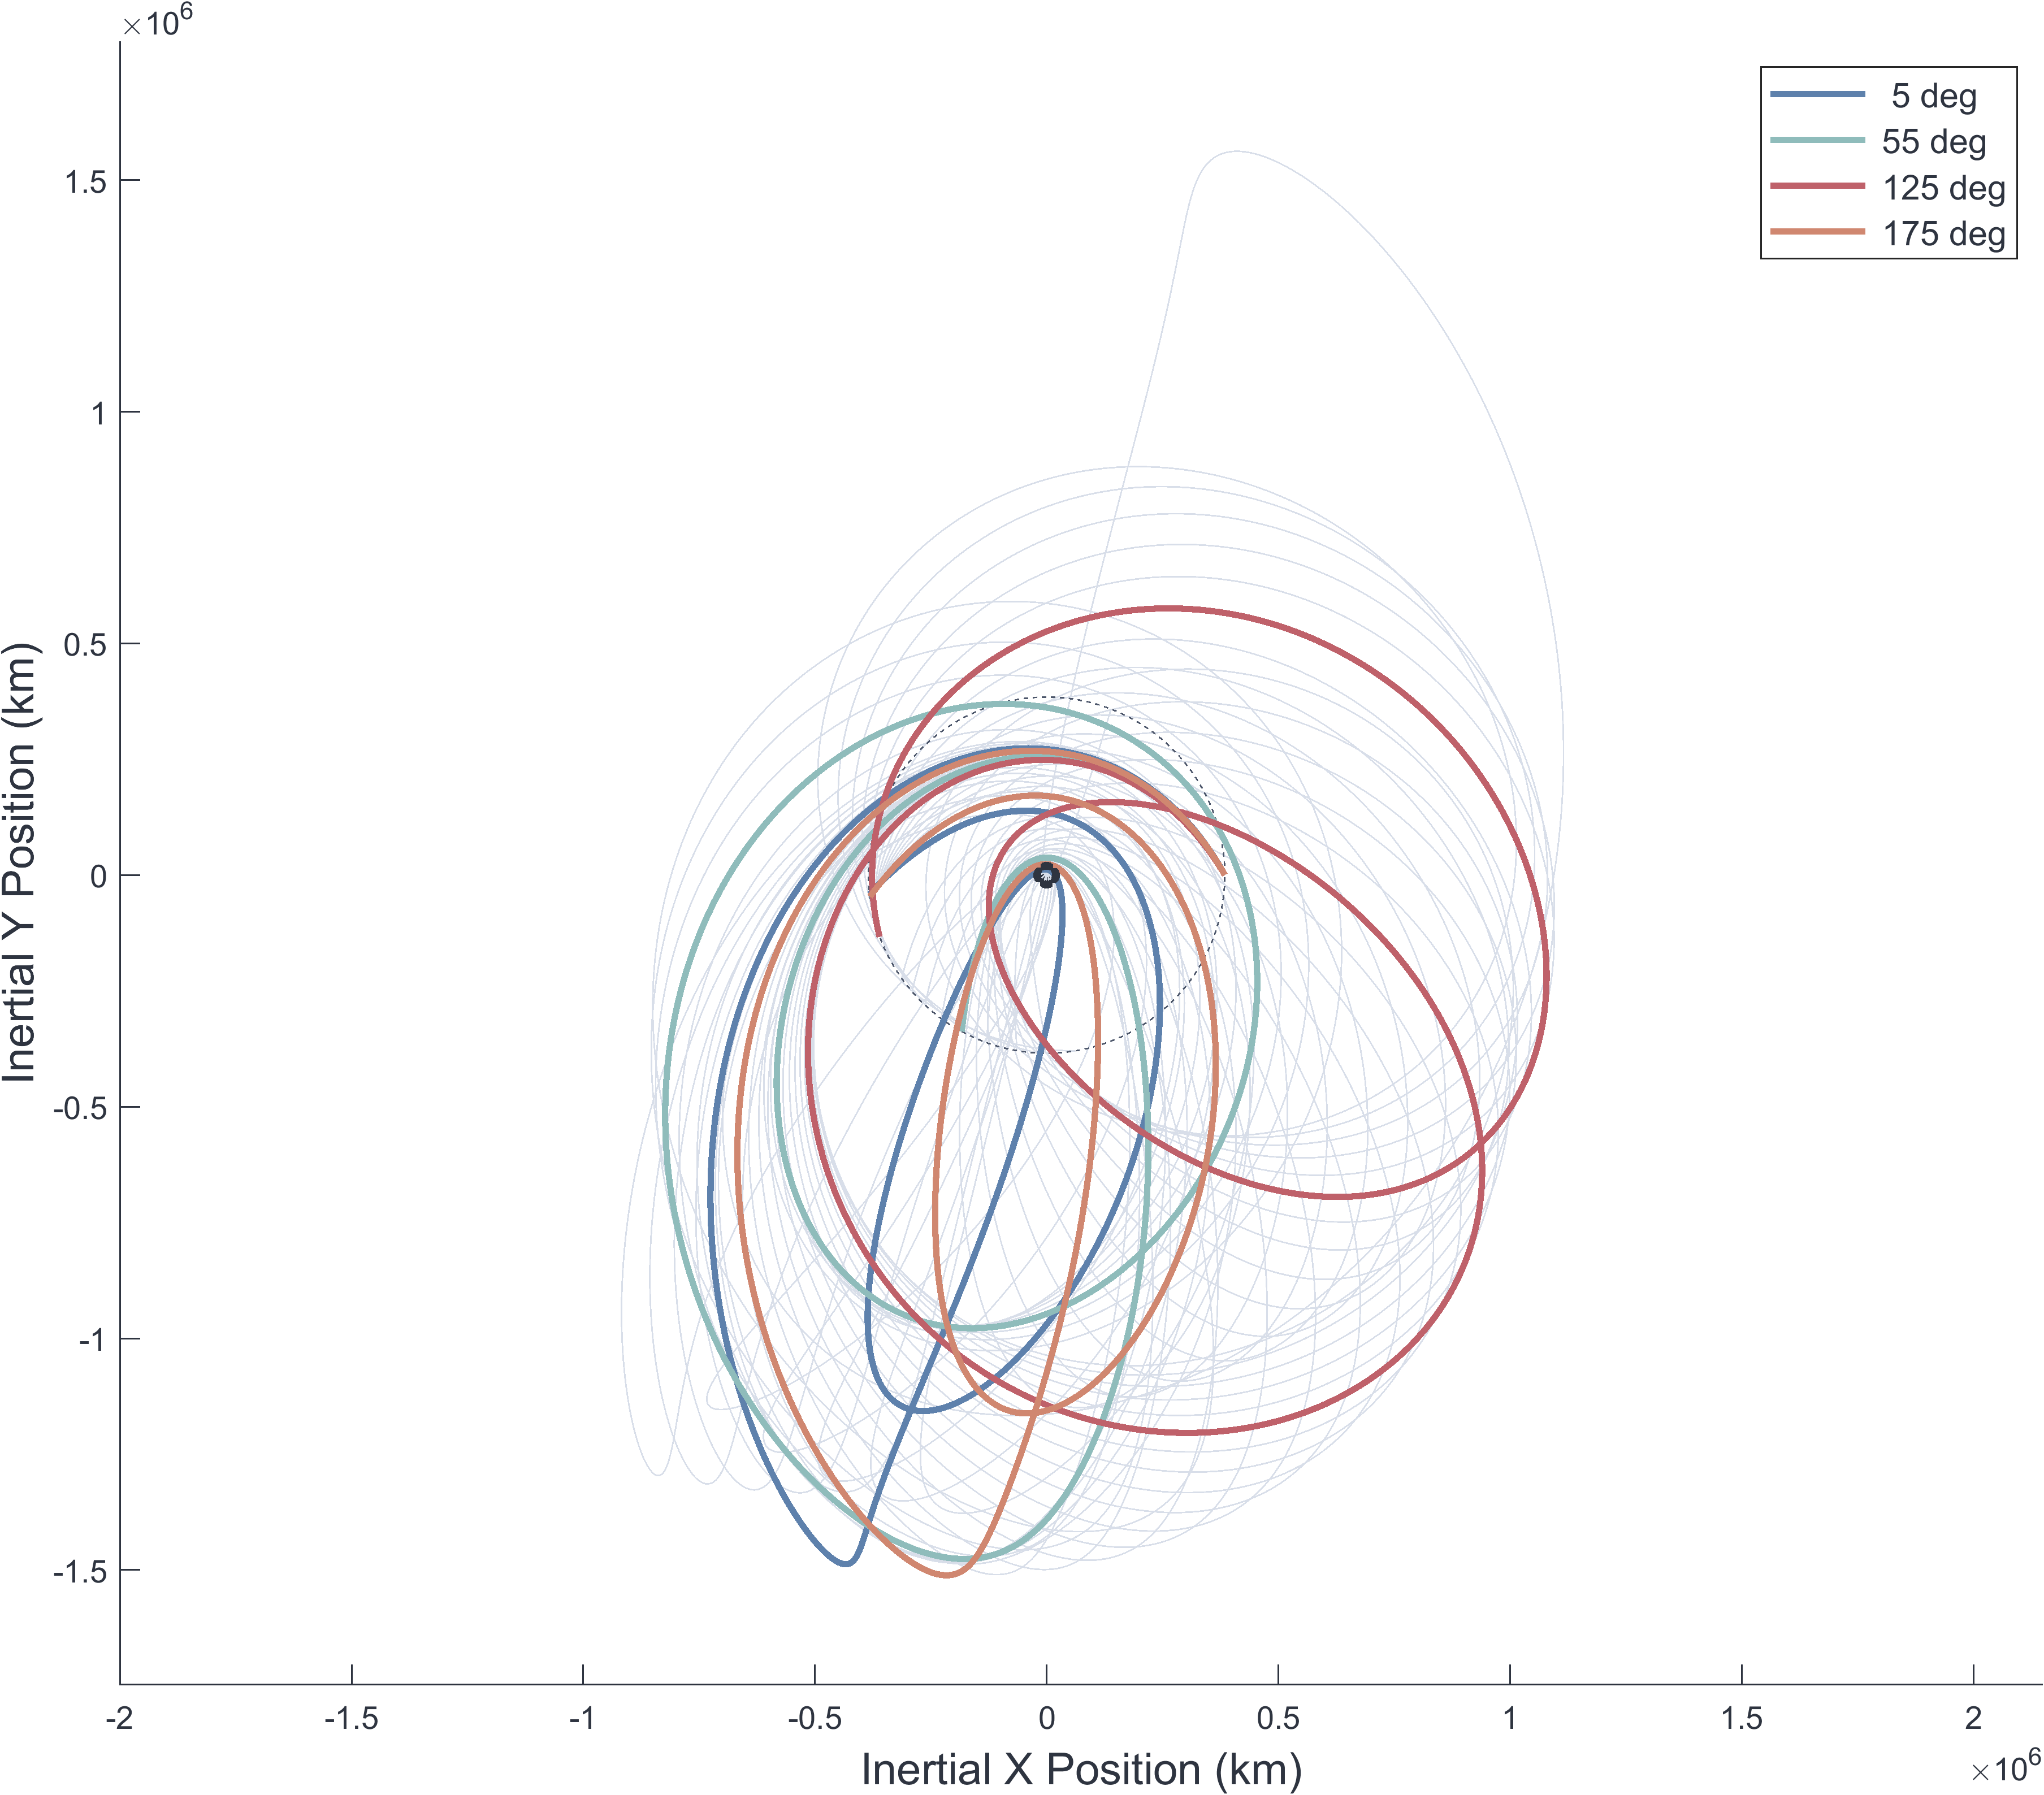 ×10⁶
5 deg
55 deg
125 deg
175 deg
1.5
1
0.5
0
-0.5
-1
-1.5
Inertial Y Position (km)
-2 -1.5 -1 -0.5 0 0.5 1 1.5 2
Inertial X Position (km)
×10⁶